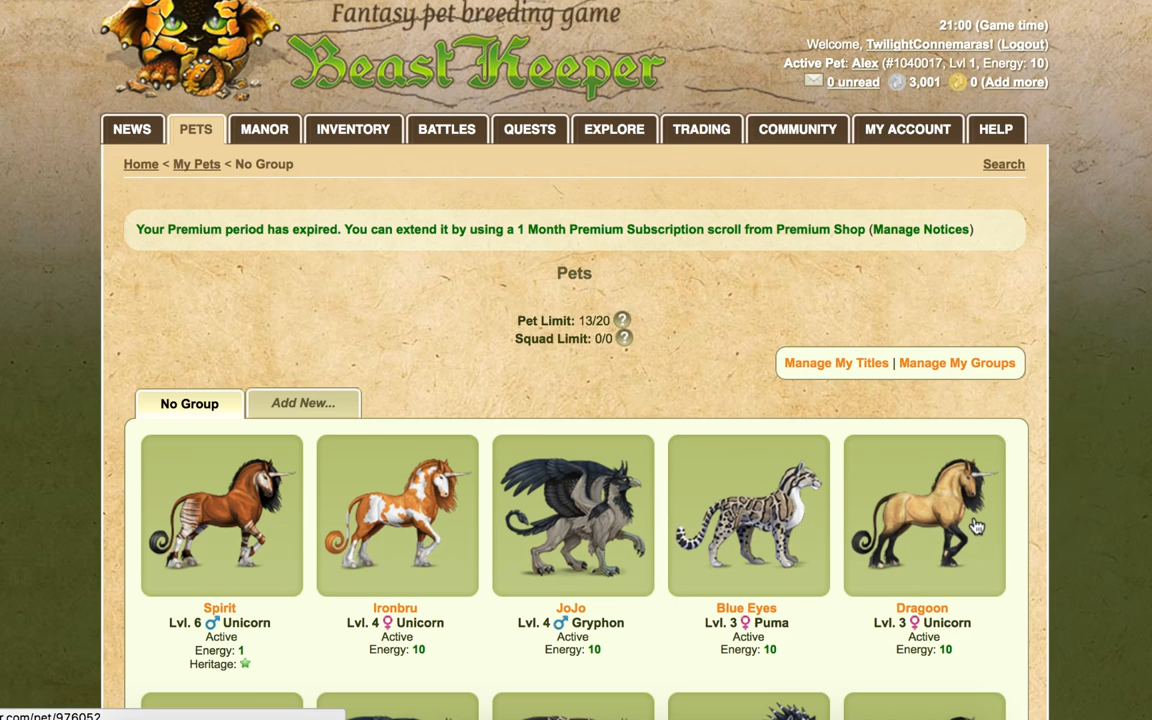 Fantasy pet breeding game
Beast Keeper
21:00 (Game time)
Welcome, TwilightConnemaras! (Logout)
Active Pet: Alex (#1040017, Lvl 1, Energy: 10)
0 unread 3,001 0 (Add more)
NEWS PETS MANOR INVENTORY BATTLES QUESTS EXPLORE TRADING COMMUNITY MY ACCOUNT HELP
Home < My Pets < No Group Search
Your Premium period has expired. You can extend it by using a 1 Month Premium Subscription scroll from Premium Shop (Manage Notices)
Pets
Pet Limit: 13/20 ?
Squad Limit: 0/0 ?
Manage My Titles | Manage My Groups
No Group Add New...
Spirit Ironbru JoJo Blue Eyes Dragoon
Lvl. 6 ♂ Unicorn Lvl. 4 ♀ Unicorn Lvl. 4 ♂ Gryphon Lvl. 3 ♀ Puma Lvl. 3 ♀ Unicorn
Active Active Active Active Active
Energy: 1 Energy: 10 Energy: 10 Energy: 10 Energy: 10
Heritage:
r.com/pet/976052